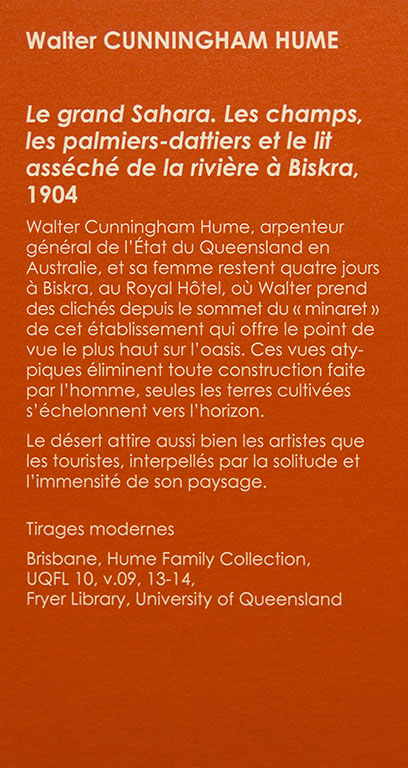 Walter CUNNINGHAM HUME
Le grand Sahara. Les champs,
les palmiers-dattiers et le lit
asséché de la rivière à Biskra,
1904
Walter Cunningham Hume, arpenteur
général de l'État du Queensland en
Australie, et sa femme restent quatre jours
à Biskra, au Royal Hôtel, où Walter prend
des clichés depuis le sommet du « minaret »
de cet établissement qui offre le point de
vue le plus haut sur l'oasis. Ces vues aty-
piques éliminent toute construction faite
par l'homme, seules les terres cultivées
s'échelonnent vers l'horizon.
Le désert attire aussi bien les artistes que
les touristes, interpellés par la solitude et
l'immensité de son paysage.
Tirages modernes
Brisbane, Hume Family Collection,
UQFL 10, v.09, 13-14,
Fryer Library, University of Queensland